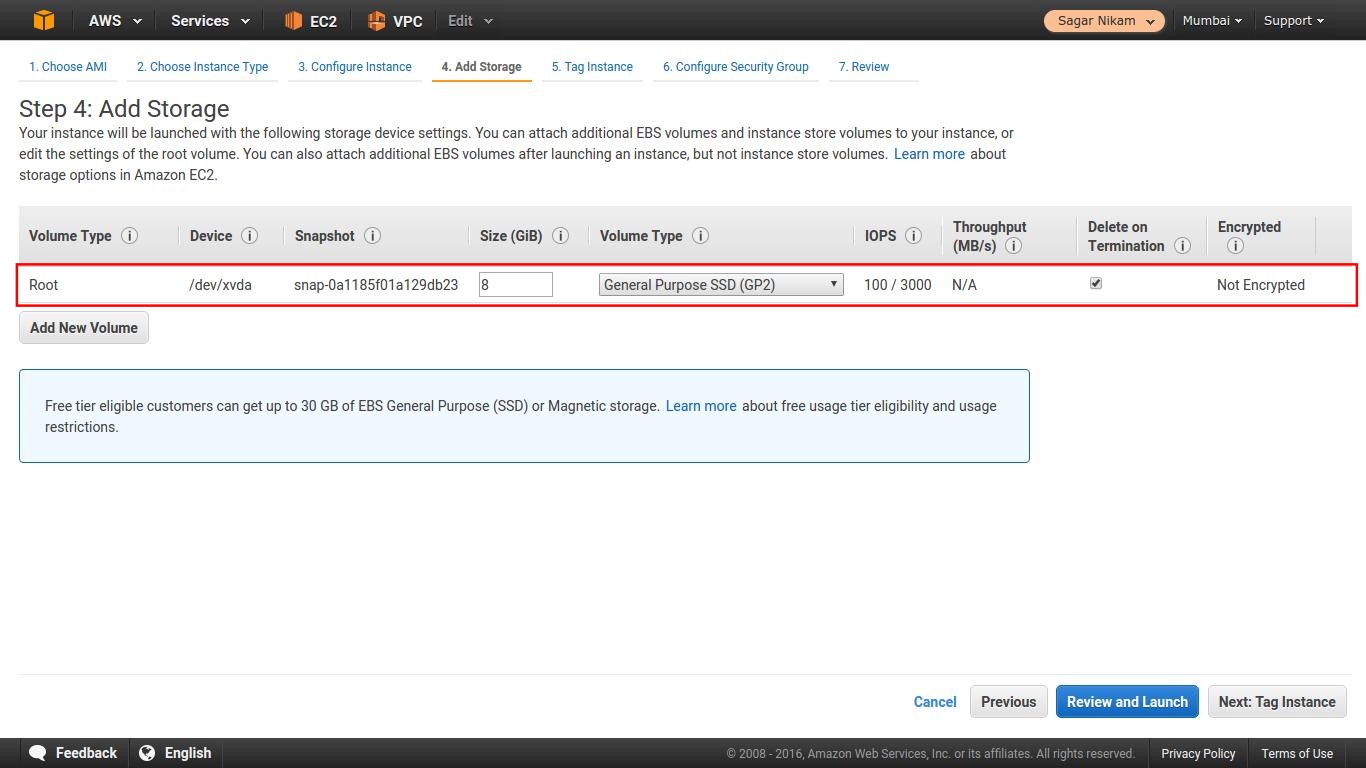 AWS Services EC2 VPC Edit Sagar Nikam Mumbai Support
1. Choose AMI 2. Choose Instance Type 3. Configure Instance 4. Add Storage 5. Tag Instance 6. Configure Security Group 7. Review
Step 4: Add Storage
Your instance will be launched with the following storage device settings. You can attach additional EBS volumes and instance store volumes to your instance, or
edit the settings of the root volume. You can also attach additional EBS volumes after launching an instance, but not instance store volumes. Learn more about
storage options in Amazon EC2.
Volume Type i Device i Snapshot i Size (GiB) i Volume Type i IOPS i Throughput (MB/s) i Delete on Termination i Encrypted i
Root /dev/xvda snap-0a1185f01a129db23 8 General Purpose SSD (GP2) 100 / 3000 N/A Not Encrypted
Add New Volume
Free tier eligible customers can get up to 30 GB of EBS General Purpose (SSD) or Magnetic storage. Learn more about free usage tier eligibility and usage
restrictions.
Cancel Previous Review and Launch Next: Tag Instance
Feedback English © 2008 - 2016, Amazon Web Services, Inc. or its affiliates. All rights reserved. Privacy Policy Terms of Use